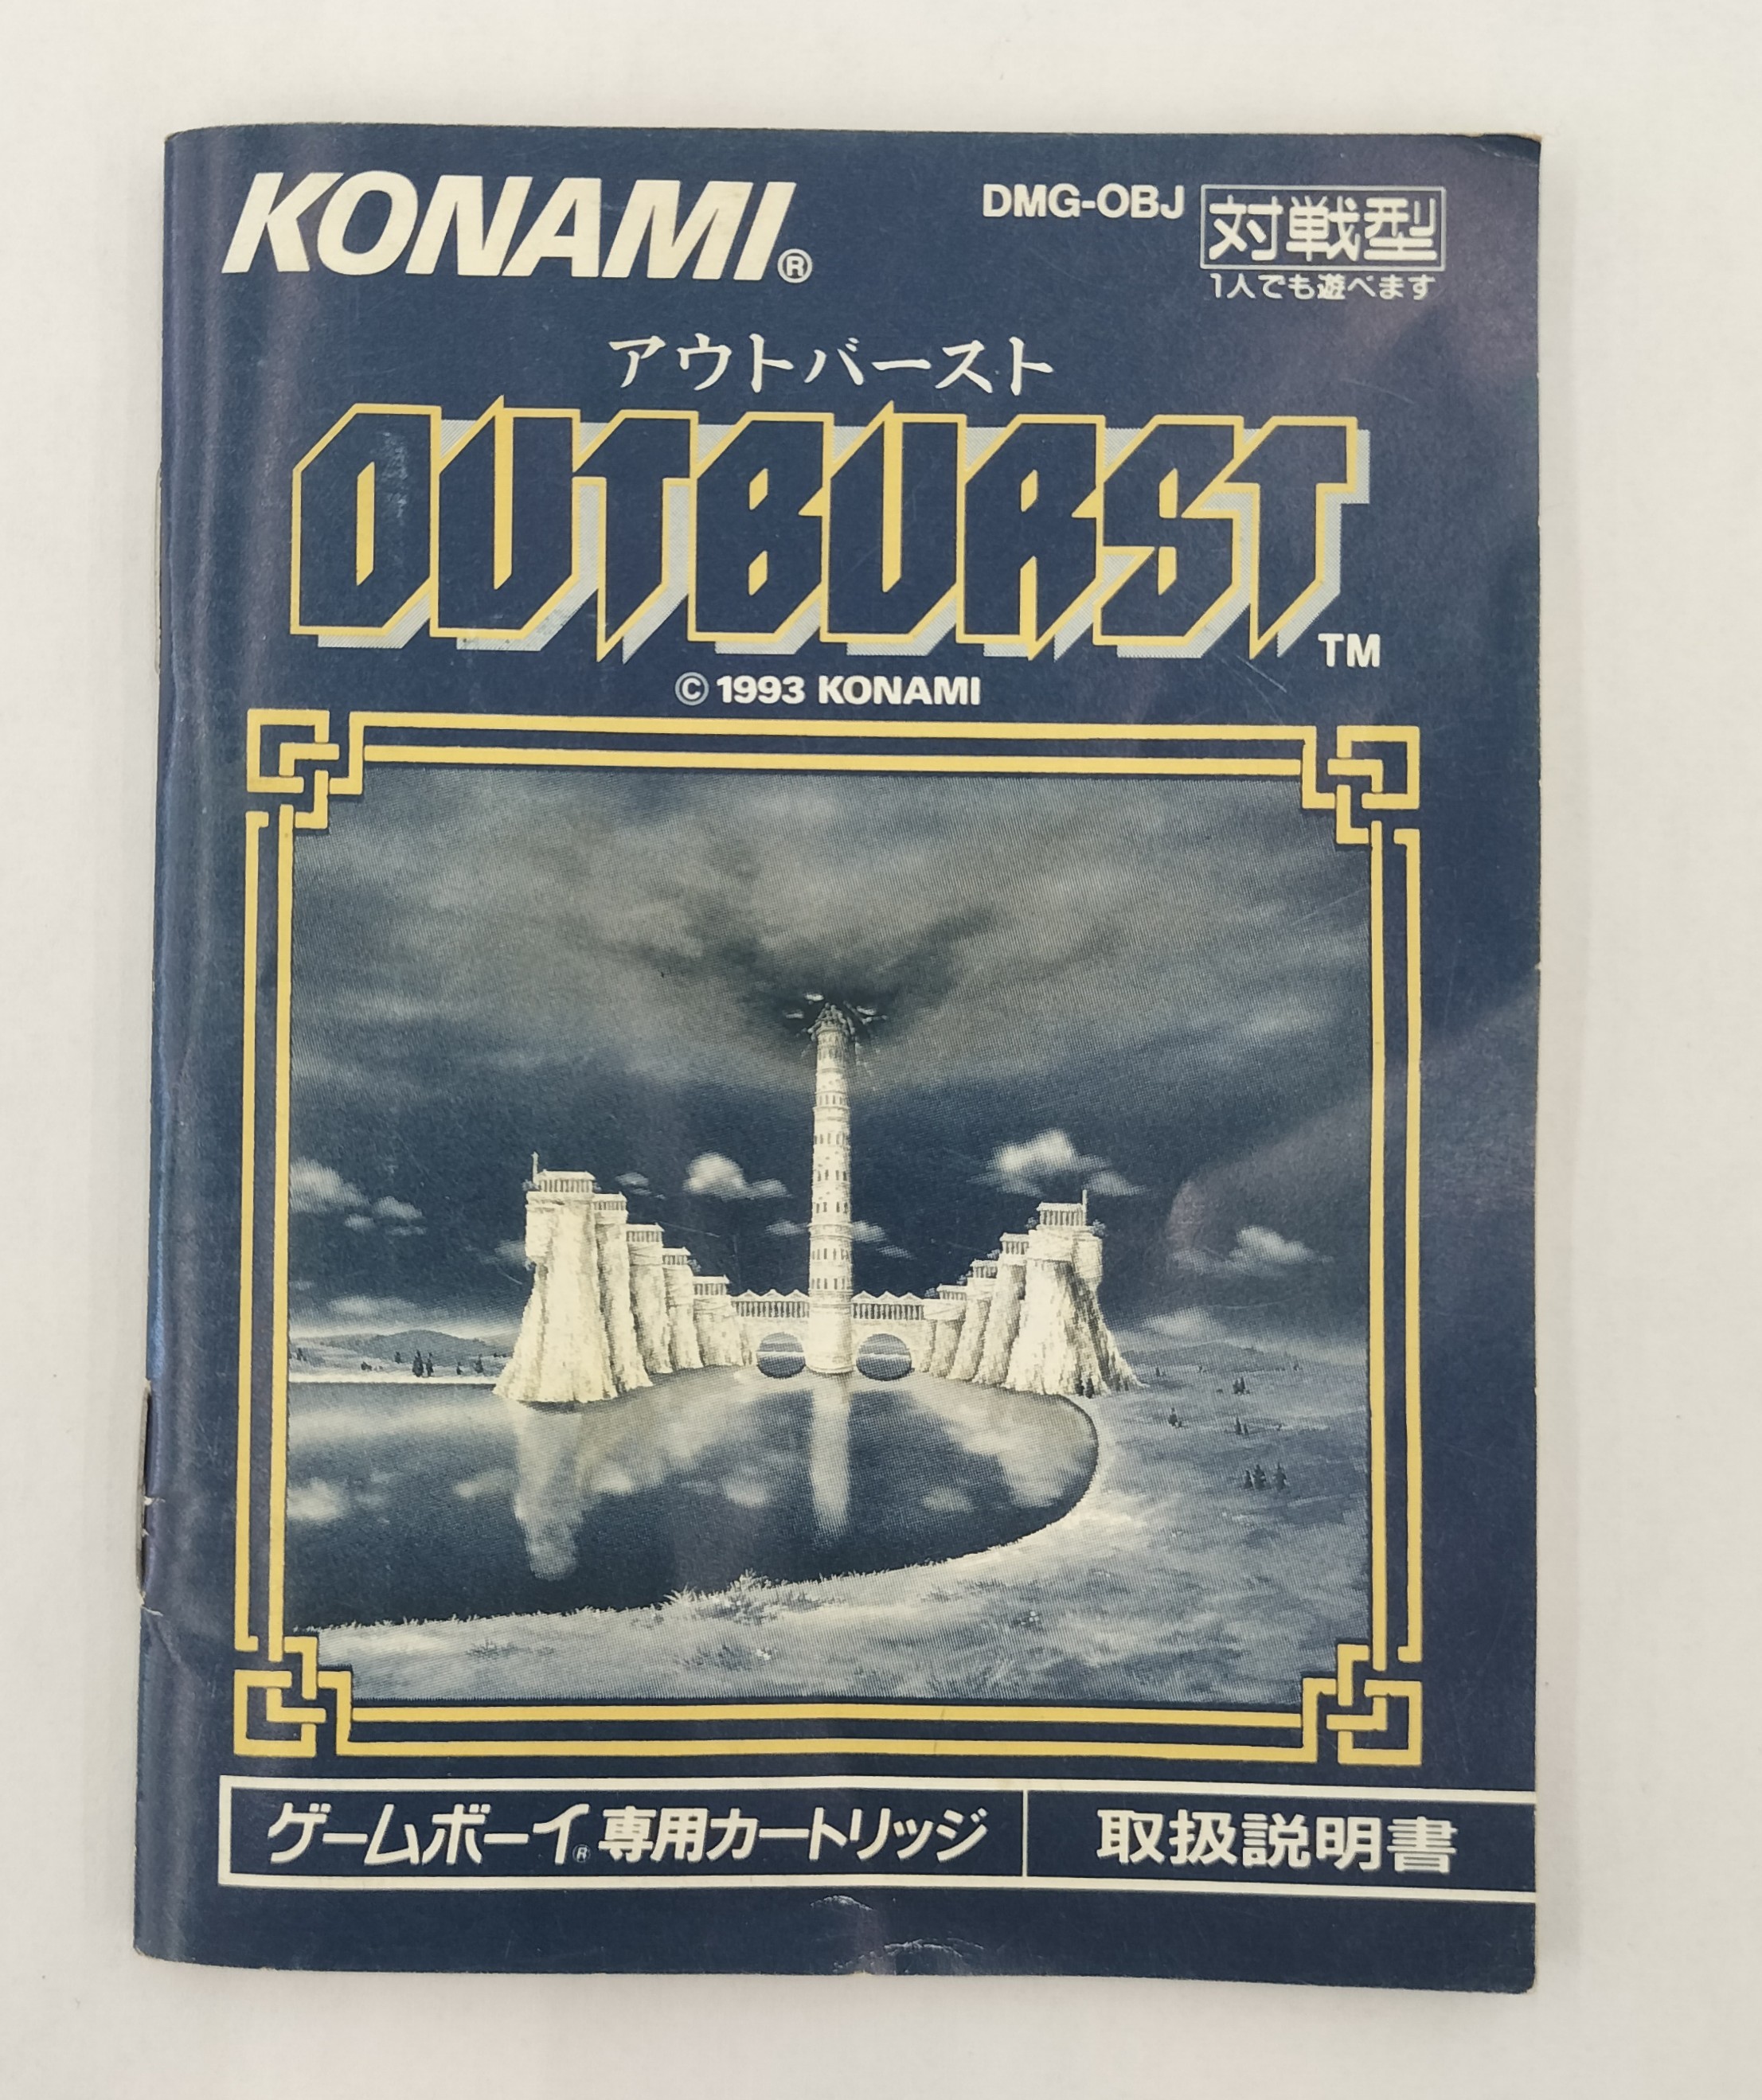 KONAMI®
DMG-OBJ
対戦型
1人でも遊べます
アウトバースト
OUTBURST™
© 1993 KONAMI
ゲームボーイ®専用カートリッジ
取扱説明書